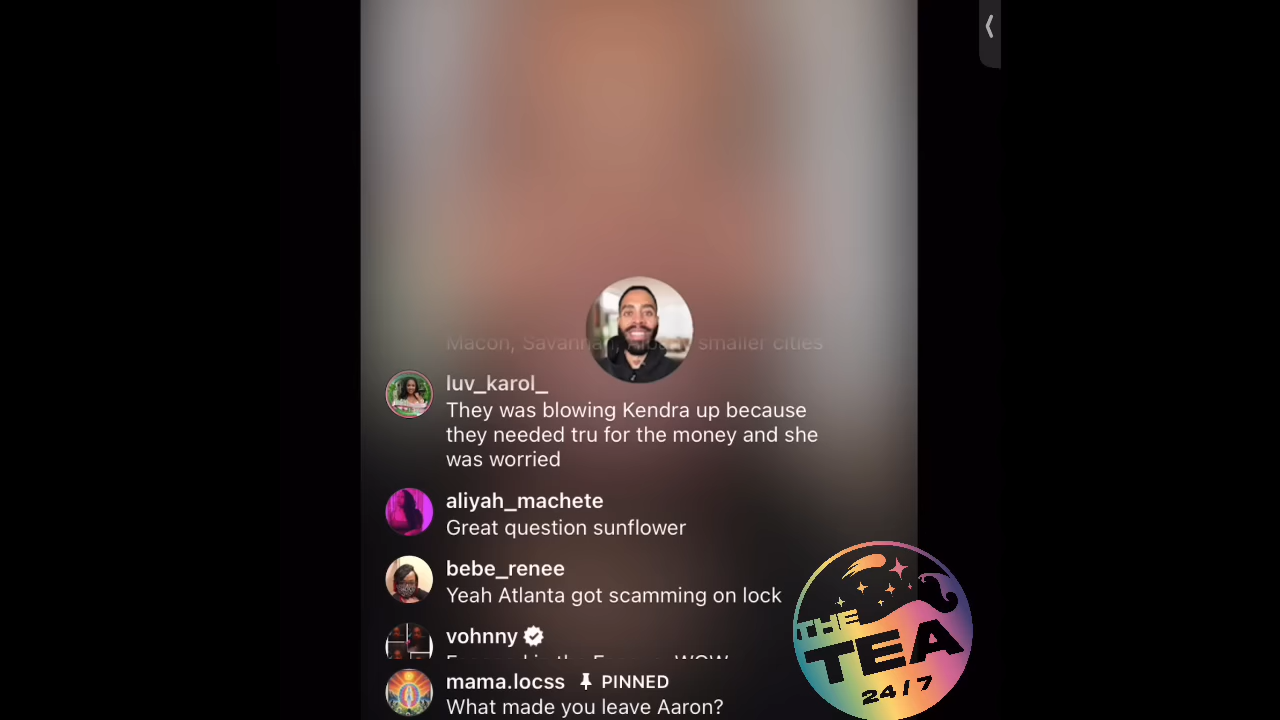 Macon, Savannah, Albany, smaller cities
luv_karol_
They was blowing Kendra up because
they needed tru for the money and she
was worried
aliyah_machete
Great question sunflower
bebe_renee
Yeah Atlanta got scamming on lock
vohnny
mama.locss PINNED
What made you leave Aaron?
THE
TEA
24/7